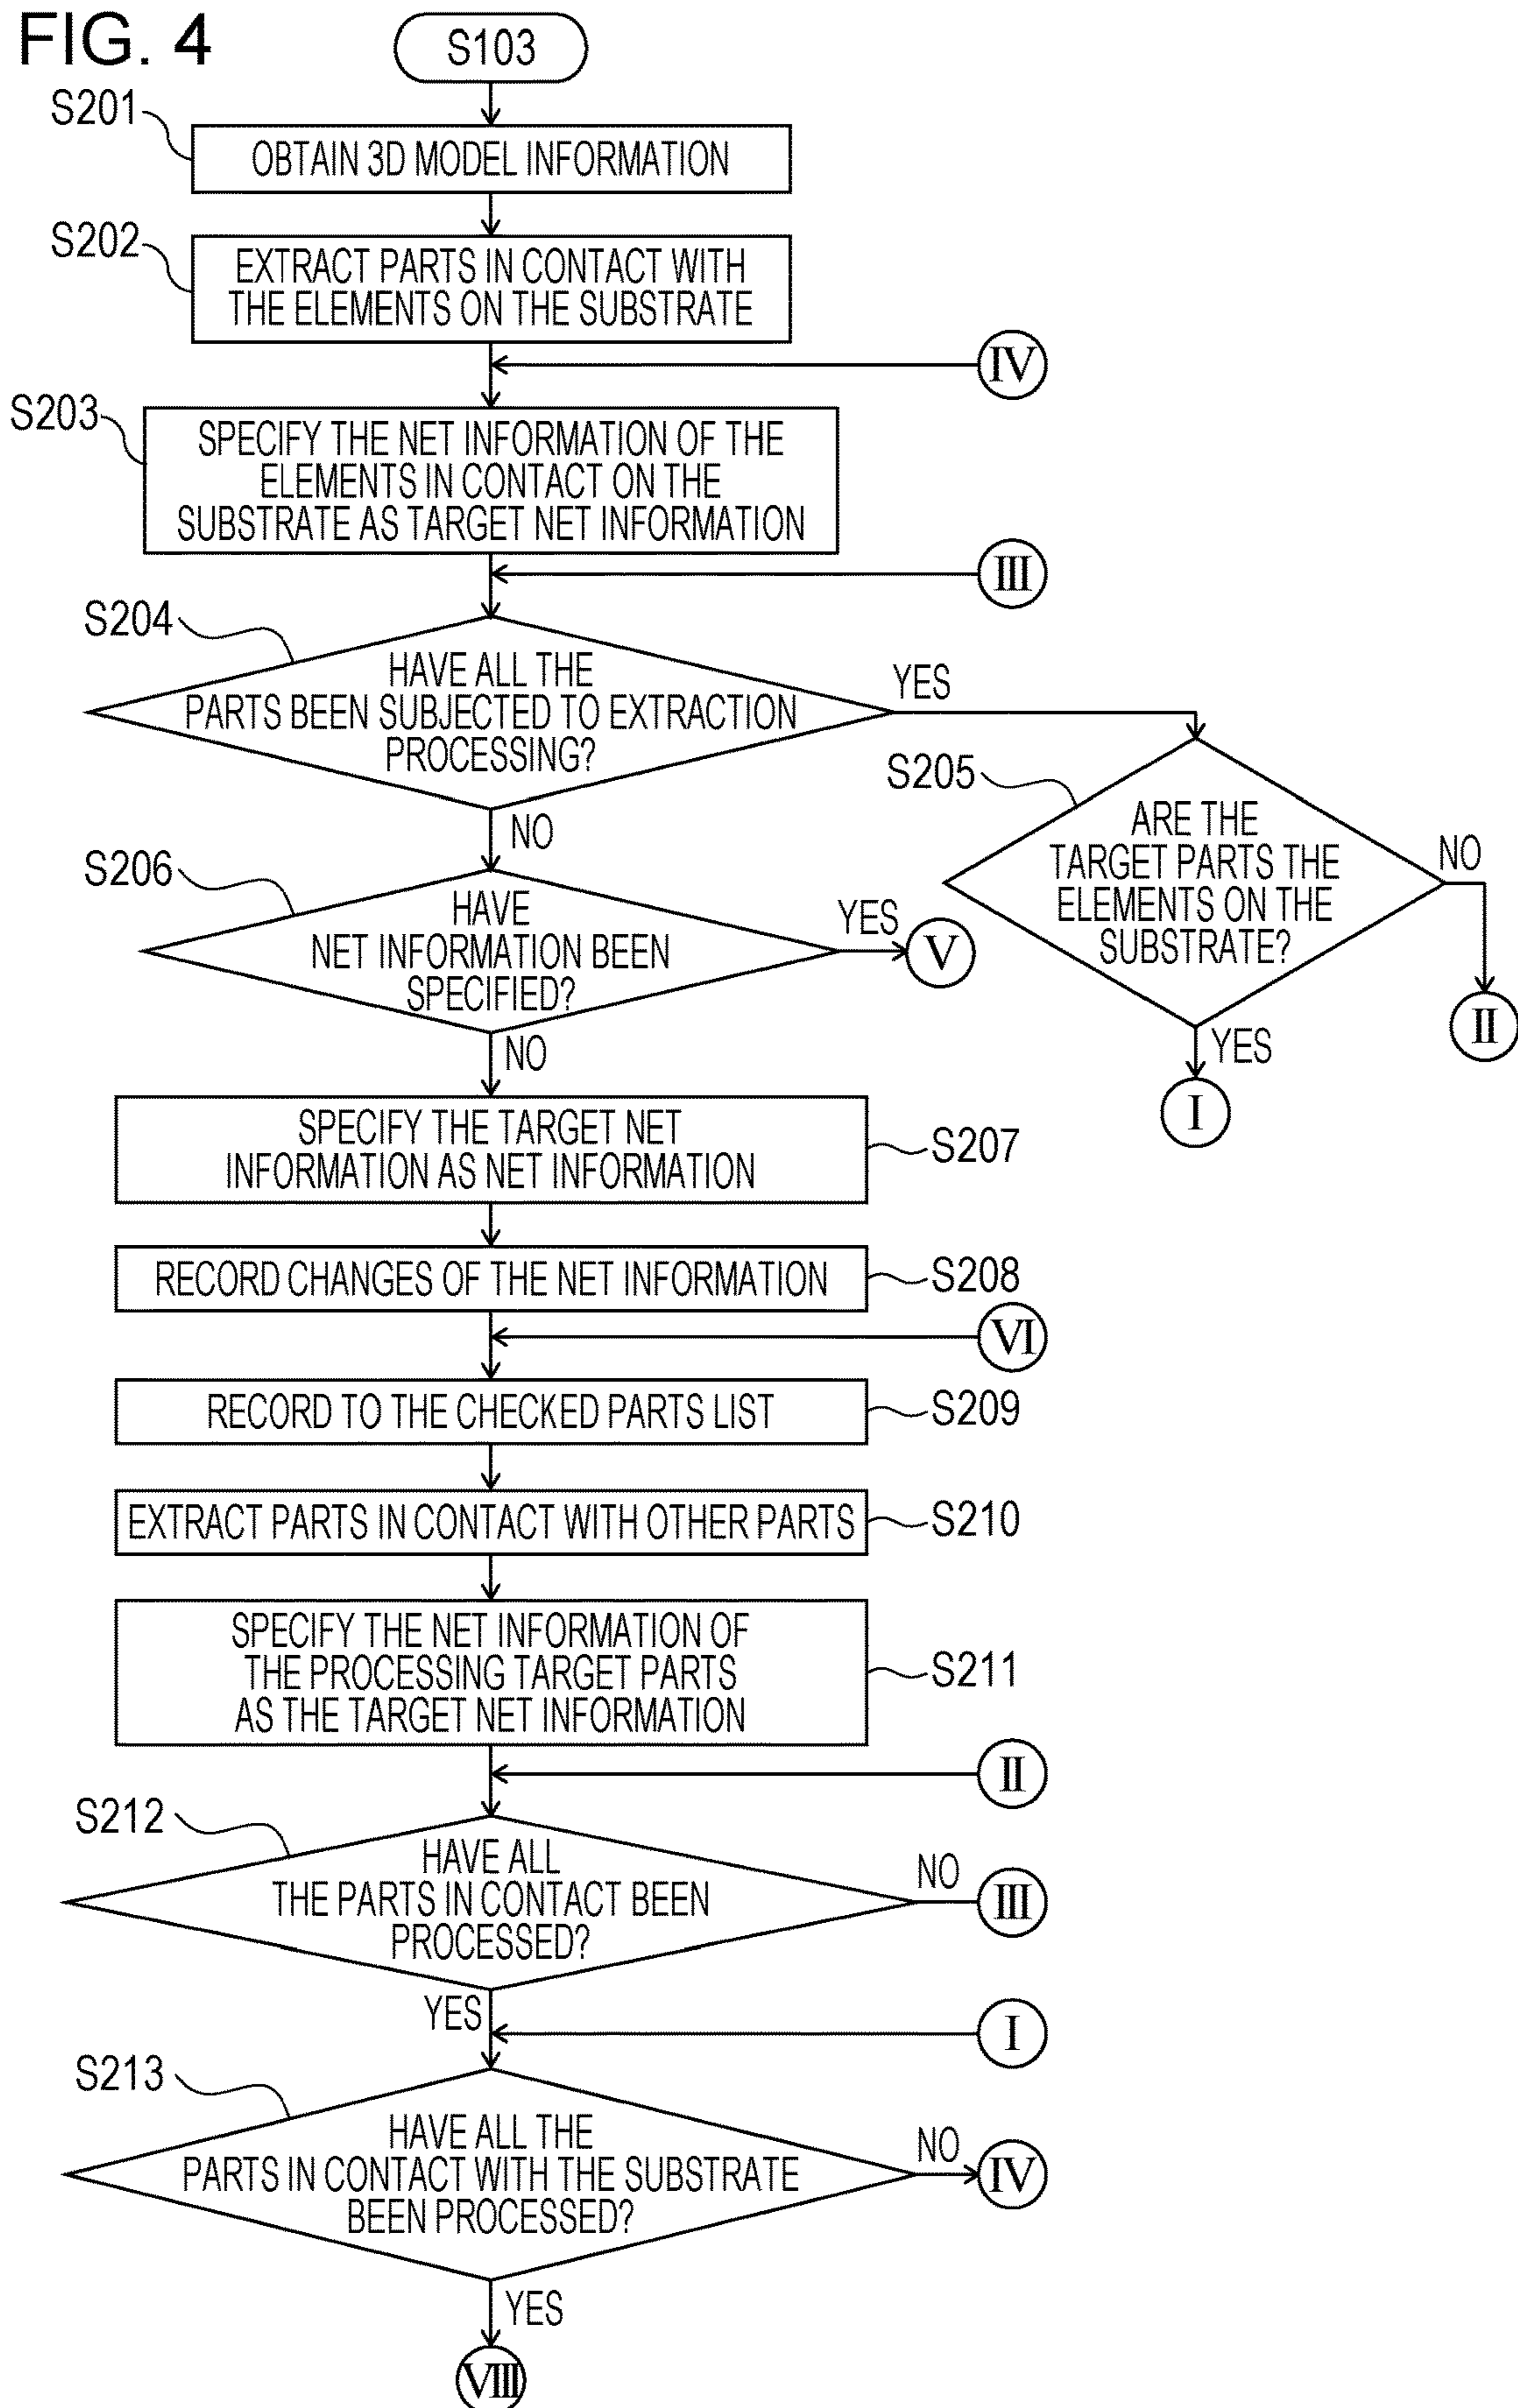 FIG. 4
S103
S201
OBTAIN 3D MODEL INFORMATION
S202
EXTRACT PARTS IN CONTACT WITH
THE ELEMENTS ON THE SUBSTRATE
IV
S203
SPECIFY THE NET INFORMATION OF THE
ELEMENTS IN CONTACT ON THE
SUBSTRATE AS TARGET NET INFORMATION
III
S204
HAVE ALL THE
PARTS BEEN SUBJECTED TO EXTRACTION
PROCESSING?
YES
NO
S205
ARE THE
TARGET PARTS THE
ELEMENTS ON THE
SUBSTRATE?
NO
II
YES
I
S206
HAVE
NET INFORMATION BEEN
SPECIFIED?
YES
V
NO
SPECIFY THE TARGET NET
INFORMATION AS NET INFORMATION
S207
RECORD CHANGES OF THE NET INFORMATION
S208
VI
RECORD TO THE CHECKED PARTS LIST
S209
EXTRACT PARTS IN CONTACT WITH OTHER PARTS
S210
SPECIFY THE NET INFORMATION OF
THE PROCESSING TARGET PARTS
AS THE TARGET NET INFORMATION
S211
II
S212
HAVE ALL
THE PARTS IN CONTACT BEEN
PROCESSED?
NO
III
YES
I
S213
HAVE ALL THE
PARTS IN CONTACT WITH THE SUBSTRATE
BEEN PROCESSED?
NO
IV
YES
VIII